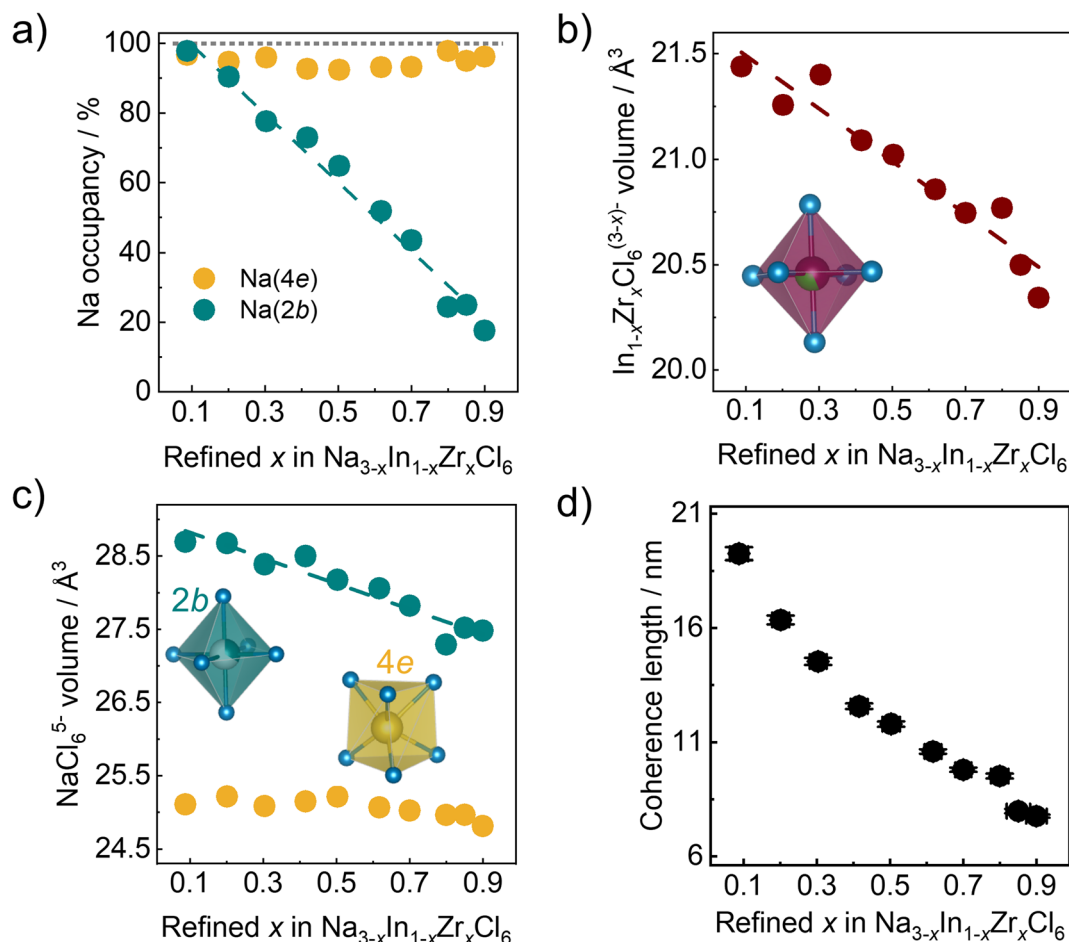 a)
Na occupancy / %
100
80
60
40
20
0
Na(4e)
Na(2b)
0.1 0.3 0.5 0.7 0.9
Refined x in Na3-xIn1-xZrxCl6
b)
In1-xZrxCl6(3-x)- volume / Å3
21.5
21.0
20.5
20.0
0.1 0.3 0.5 0.7 0.9
Refined x in Na3-xIn1-xZrxCl6
c)
NaCl65- volume / Å3
28.5
27.5
26.5
25.5
24.5
2b
4e
0.1 0.3 0.5 0.7 0.9
Refined x in Na3-xIn1-xZrxCl6
d)
Coherence length / nm
21
16
11
6
0.1 0.3 0.5 0.7 0.9
Refined x in Na3-xIn1-xZrxCl6